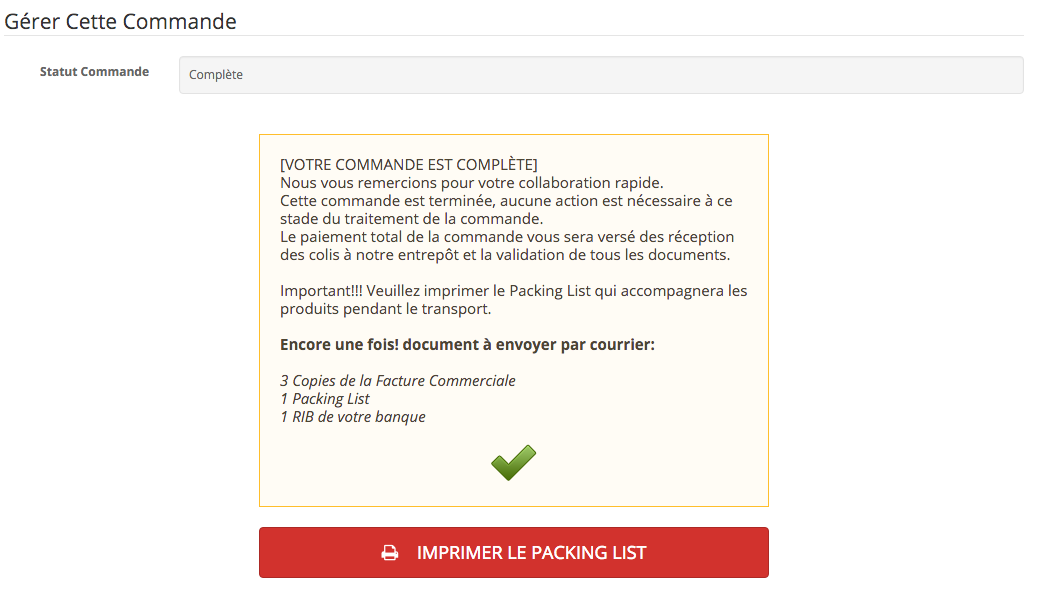 Gérer Cette Commande
Statut Commande
Complète
[VOTRE COMMANDE EST COMPLÈTE]
Nous vous remercions pour votre collaboration rapide.
Cette commande est terminée, aucune action est nécessaire à ce
stade du traitement de la commande.
Le paiement total de la commande vous sera versé des réception
des colis à notre entrepôt et la validation de tous les documents.
Important!!! Veuillez imprimer le Packing List qui accompagnera les
produits pendant le transport.
Encore une fois! document à envoyer par courrier:
3 Copies de la Facture Commerciale
1 Packing List
1 RIB de votre banque
IMPRIMER LE PACKING LIST